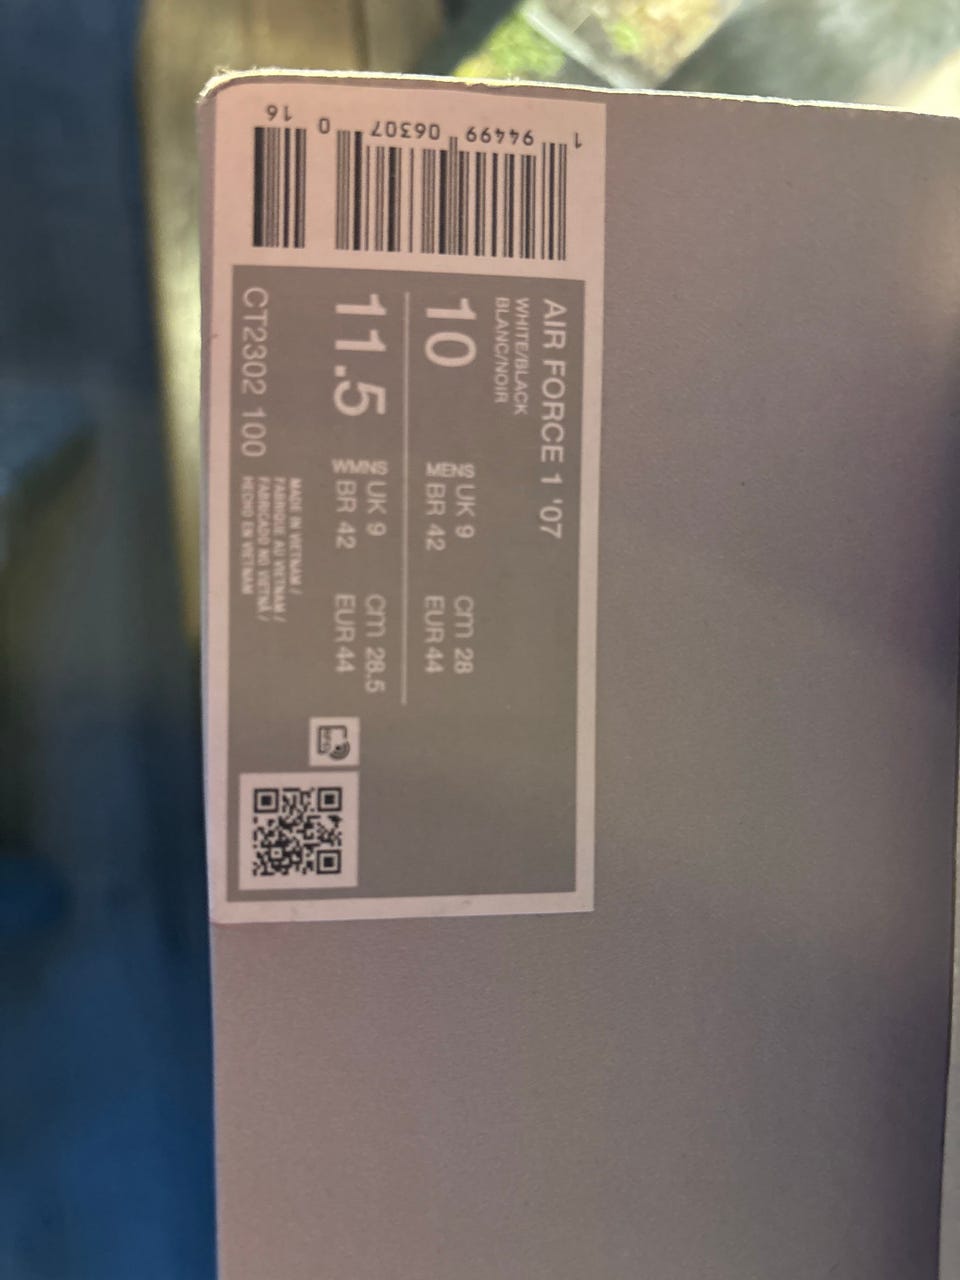 AIR FORCE 1 '07
WHITE/BLACK
BLANC/NOIR
10 MENS UK 9 CM 28
BR 42 EUR 44
11.5 WMNS UK 9 CM 28.5
BR 42 EUR 44
MADE IN VIETNAM /
FABRIQUÉ AU VIETNAM /
FABRICADO NO VIETNÃ /
HECHO EN VIETNAM
CT2302 100
1 94499 06307 0 16